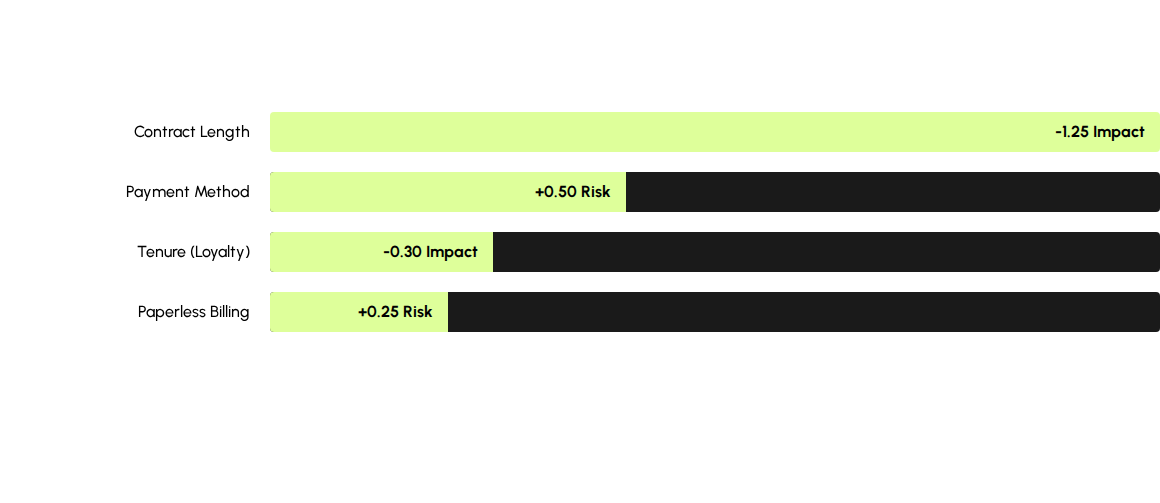 Contract Length
-1.25 Impact
Payment Method
+0.50 Risk
Tenure (Loyalty)
-0.30 Impact
Paperless Billing
+0.25 Risk